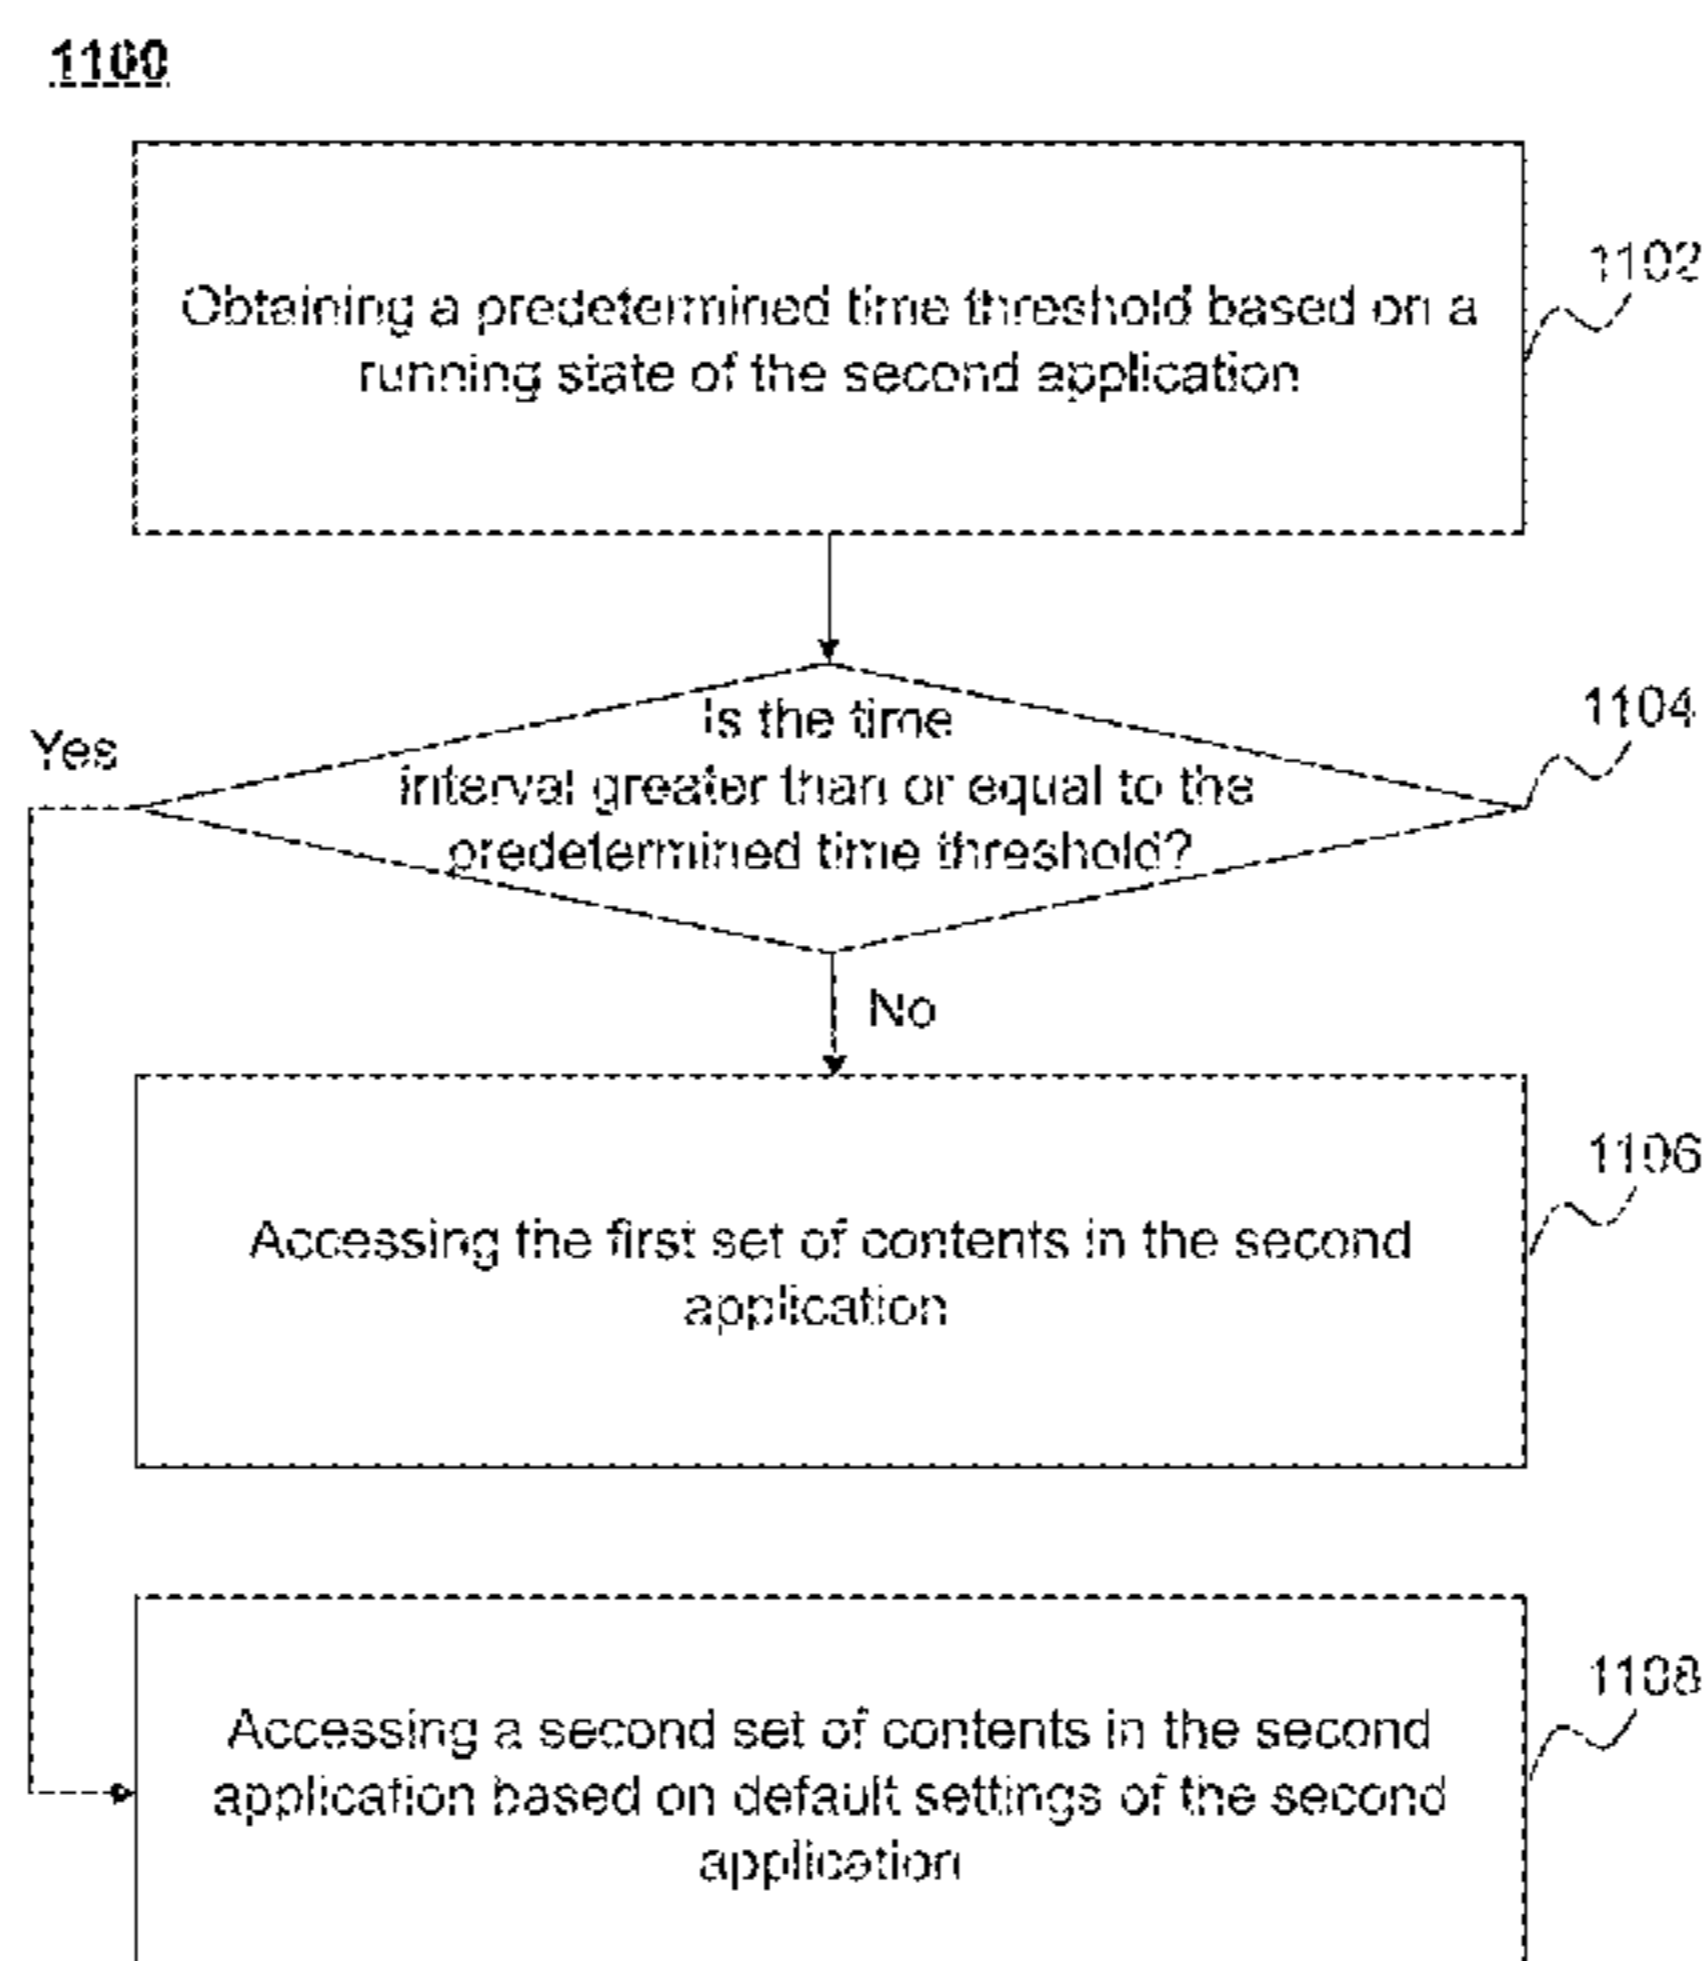 1100
Obtaining a predetermined time threshold based on a
running state of the second application
1102
Is the time
interval greater than or equal to the
predetermined time threshold?
1104
Yes
No
Accessing the first set of contents in the second
application
1106
Accessing a second set of contents in the second
application based on default settings of the second
application
1108